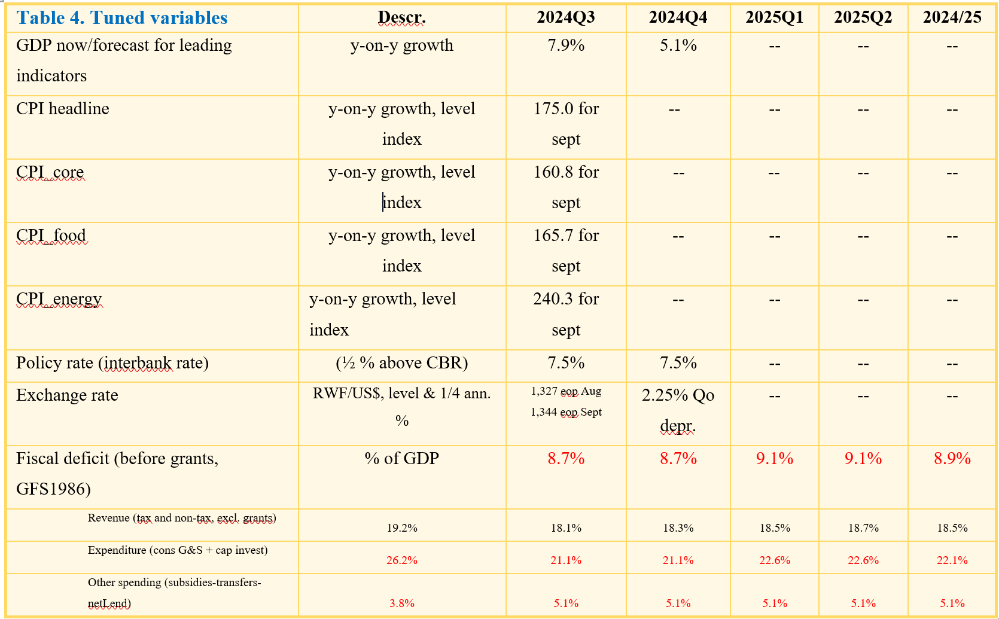 Table 4. Tuned variables Descr. 2024Q3 2024Q4 2025Q1 2025Q2 2024/25
GDP now/forecast for leading y-on-y growth 7.9% 5.1% -- -- --
indicators
CPI headline y-on-y growth, level 175.0 for -- -- -- --
index sept
CPI_core y-on-y growth, level 160.8 for -- -- -- --
index sept
CPI_food y-on-y growth, level 165.7 for -- -- -- --
index sept
CPI_energy y-on-y growth, level 240.3 for -- -- -- --
index sept
Policy rate (interbank rate) (½ % above CBR) 7.5% 7.5% -- -- --
Exchange rate RWF/US$, level & 1/4 ann. 1,327 eop Aug 2.25% Qo -- -- --
% 1,344 eop Sept depr.
Fiscal deficit (before grants, % of GDP 8.7% 8.7% 9.1% 9.1% 8.9%
GFS1986)
Revenue (tax and non-tax, excl. grants) 19.2% 18.1% 18.3% 18.5% 18.7% 18.5%
Expenditure (cons G&S + cap invest) 26.2% 21.1% 21.1% 22.6% 22.6% 22.1%
Other spending (subsidies-transfers-
netLend) 3.8% 5.1% 5.1% 5.1% 5.1% 5.1%